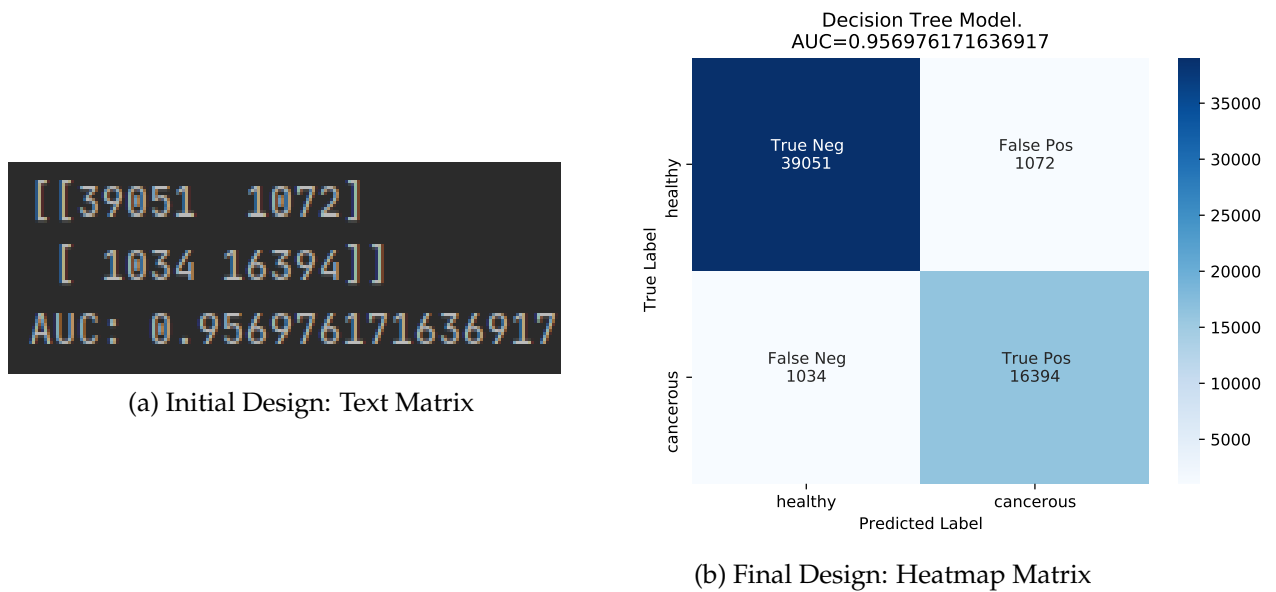 [[39051  1072]
 [ 1034 16394]]
AUC: 0.956976171636917
(a) Initial Design: Text Matrix
Decision Tree Model.
AUC=0.956976171636917
True Neg
39051
False Pos
1072
False Neg
1034
True Pos
16394
True Label
healthy
cancerous
healthy
cancerous
Predicted Label
35000
30000
25000
20000
15000
10000
5000
(b) Final Design: Heatmap Matrix